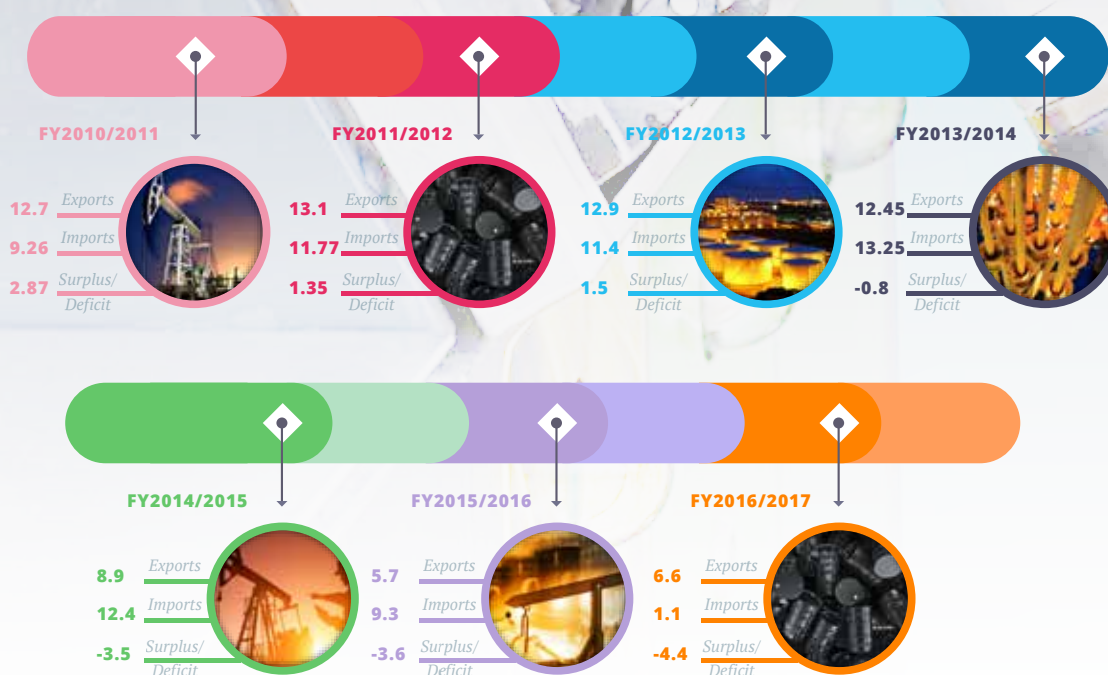 FY2010/2011
12.7 Exports
9.26 Imports
2.87 Surplus/
Deficit
FY2011/2012
13.1 Exports
11.77 Imports
1.35 Surplus/
Deficit
FY2012/2013
12.9 Exports
11.4 Imports
1.5 Surplus/
Deficit
FY2013/2014
12.45 Exports
13.25 Imports
-0.8 Surplus/
Deficit
FY2014/2015
8.9 Exports
12.4 Imports
-3.5 Surplus/
Deficit
FY2015/2016
5.7 Exports
9.3 Imports
-3.6 Surplus/
Deficit
FY2016/2017
6.6 Exports
1.1 Imports
-4.4 Surplus/
Deficit